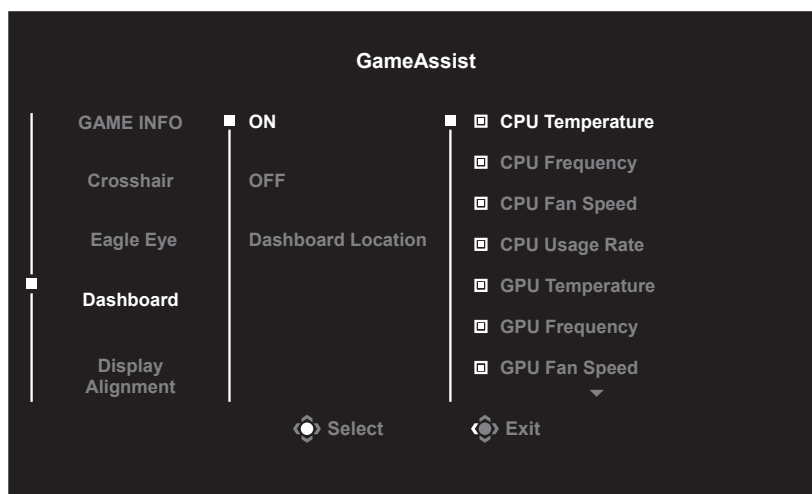 GameAssist
GAME INFO
Crosshair
Eagle Eye
Dashboard
Display
Alignment
ON
OFF
Dashboard Location
CPU Temperature
CPU Frequency
CPU Fan Speed
CPU Usage Rate
GPU Temperature
GPU Frequency
GPU Fan Speed
Select
Exit